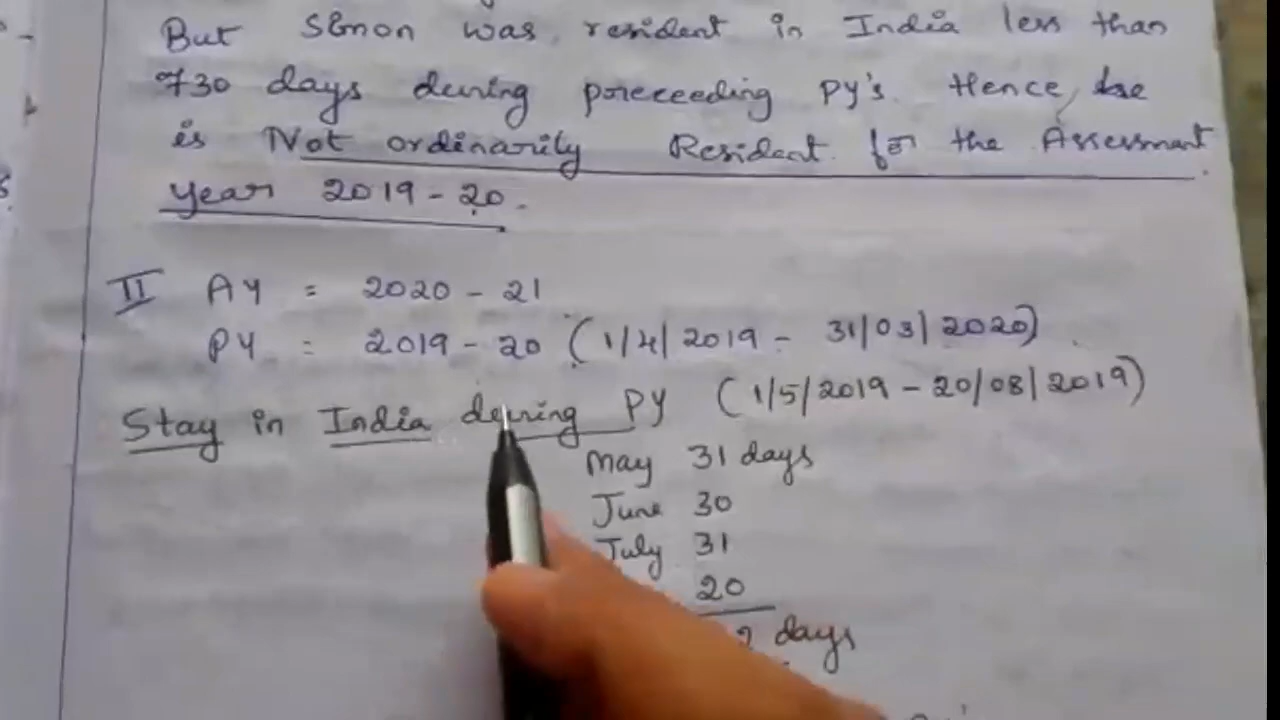 But Simon was resident in India less than
730 days during preceeding PY's. Hence, he
is Not ordinarily Resident for the Assessment
year 2019-20.
II AY = 2020-21
PY = 2019-20 (1/4/2019 - 31/03/2020)
Stay in India during PY (1/5/2019 - 20/08/2019)
May 31 days
June 30
July 31
20
2 days